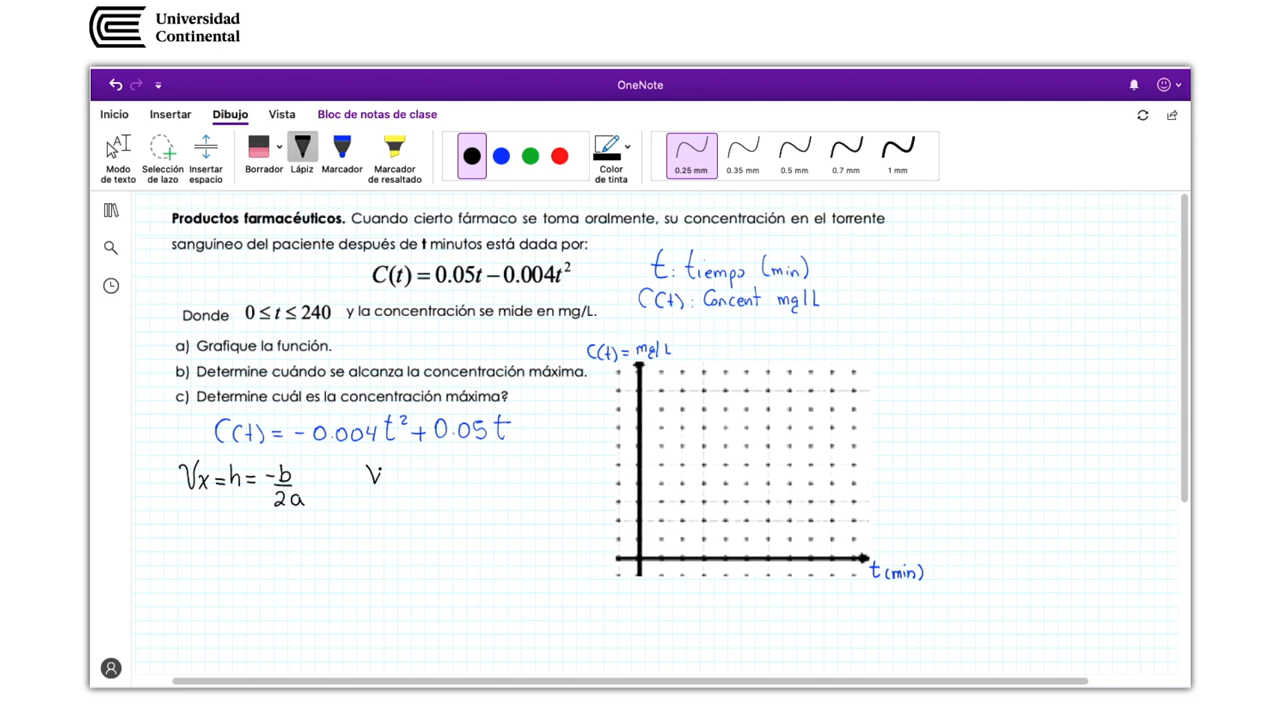 Universidad
Continental
OneNote
Inicio Insertar Dibujo Vista Bloc de notas de clase
Modo de texto
Selección de lazo
Insertar espacio
Borrador
Lápiz
Marcador
Marcador de resaltado
Color de tinta
0.25 mm
0.35 mm
0.5 mm
0.7 mm
1 mm
Productos farmacéuticos. Cuando cierto fármaco se toma oralmente, su concentración en el torrente
sanguineo del paciente después de t minutos está dada por:
C(t) = 0.05t − 0.004t²
t: tiempo (min)
C(t): Concent mg/L
Donde 0 ≤ t ≤ 240 y la concentración se mide en mg/L.
a) Grafique la función.
b) Determine cuándo se alcanza la concentración máxima.
c) Determine cuál es la concentración máxima?
C(t) = mg/L
C(t) = -0.004t² + 0.05t
Vx = h = -b/2a V
t (min)